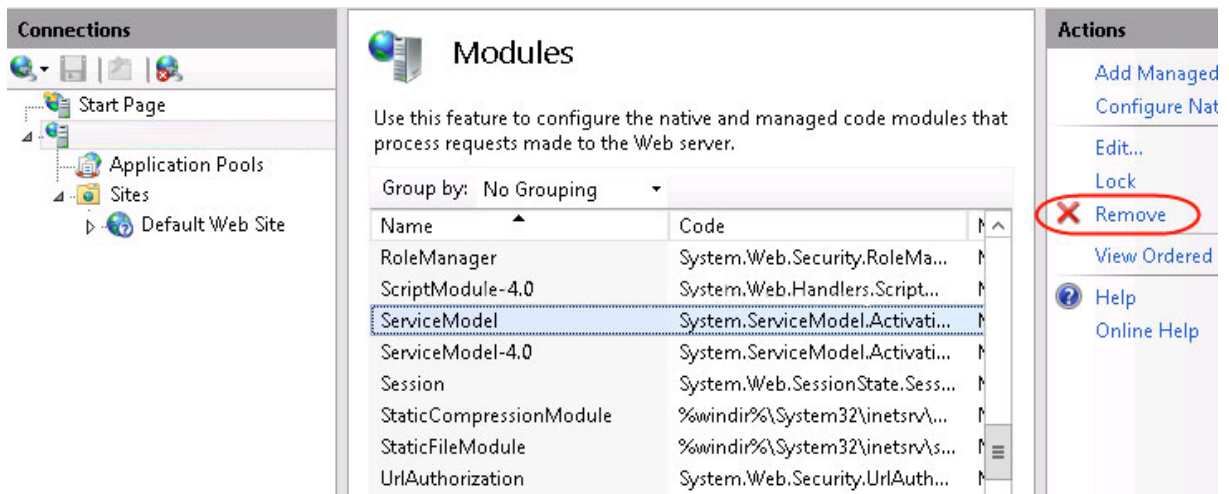 Connections
Start Page
Application Pools
Sites
Default Web Site
Modules
Use this feature to configure the native and managed code modules that
process requests made to the Web server.
Group by: No Grouping
Name Code
RoleManager System.Web.Security.RoleMa...
ScriptModule-4.0 System.Web.Handlers.Script...
ServiceModel System.ServiceModel.Activati...
ServiceModel-4.0 System.ServiceModel.Activati...
Session System.Web.SessionState.Sess...
StaticCompressionModule %windir%\System32\inetsrv\...
StaticFileModule %windir%\System32\inetsrv\s...
UrlAuthorization System.Web.Security.UrlAuth...
Actions
Add Managed
Configure Nat
Edit...
Lock
Remove
View Ordered
Help
Online Help